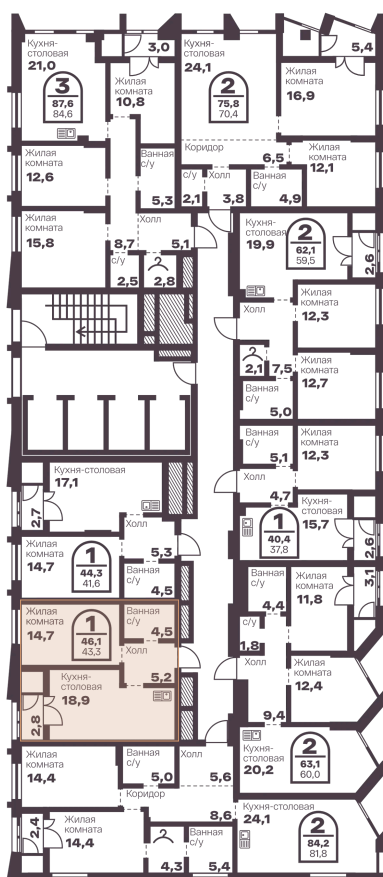 Кухня-
столовая
21,0
3
87,6
84,6
3,0
Жилая
комната
10,8
Кухня-
столовая
24,1
2
75,8
70,4
5,4
Жилая
комната
16,9
Жилая
комната
12,6
Ванная
с/у
5,3
Коридор
6,5
Жилая
комната
12,1
с/у
2,1
Холл
3,8
Ванная
с/у
4,9
Жилая
комната
15,8
8,7
Холл
5,1
с/у
2,5
2,8
Кухня-
столовая
19,9
2
62,1
59,5
2,6
Холл
Жилая
комната
12,3
2,1
7,5
Жилая
комната
12,7
Ванная
с/у
5,0
Ванная
с/у
5,1
Жилая
комната
12,3
4,7
Кухня-столовая
17,1
2,7
Холл
5,3
Жилая
комната
14,7
1
44,3
41,6
Ванная
с/у
4,5
Кухня-
столовая
15,7
1
40,4
37,8
2,6
Жилая
комната
14,7
1
46,1
43,3
Ванная
с/у
4,5
Холл
5,2
Кухня-
столовая
18,9
2,8
Ванная
с/у
4,4
Жилая
комната
11,8
3,1
с/у
1,8
Холл
9,4
Жилая
комната
12,4
Кухня-
столовая
20,2
2
63,1
60,0
Жилая
комната
14,4
Ванная
с/у
5,0
Холл
5,6
Коридор
8,6
Кухня-столовая
24,1
2
84,2
81,8
2,4
Жилая
комната
14,4
4,3
Ванная
с/у
5,4